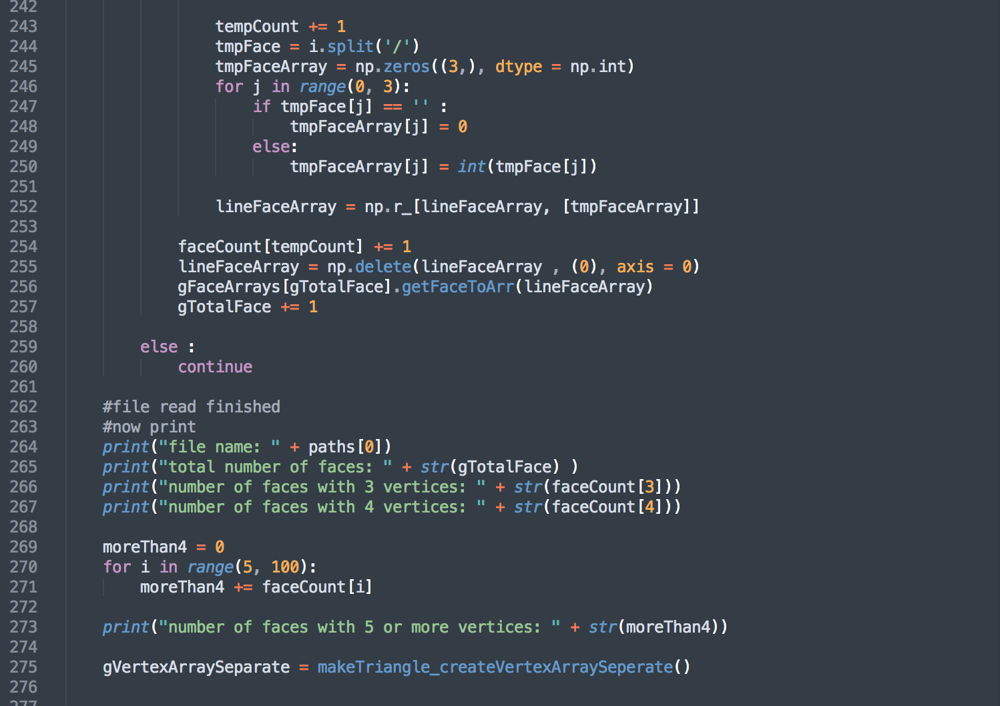 242
243 tempCount += 1
244 tmpFace = i.split('/')
245 tmpFaceArray = np.zeros((3,), dtype = np.int)
246 for j in range(0, 3):
247 if tmpFace[j] == '' :
248 tmpFaceArray[j] = 0
249 else:
250 tmpFaceArray[j] = int(tmpFace[j])
251
252 lineFaceArray = np.r_[lineFaceArray, [tmpFaceArray]]
253
254 faceCount[tempCount] += 1
255 lineFaceArray = np.delete(lineFaceArray , (0), axis = 0)
256 gFaceArrays[gTotalFace].getFaceToArr(lineFaceArray)
257 gTotalFace += 1
258
259 else :
260 continue
261
262 #file read finished
263 #now print
264 print("file name: " + paths[0])
265 print("total number of faces: " + str(gTotalFace) )
266 print("number of faces with 3 vertices: " + str(faceCount[3]))
267 print("number of faces with 4 vertices: " + str(faceCount[4]))
268
269 moreThan4 = 0
270 for i in range(5, 100):
271 moreThan4 += faceCount[i]
272
273 print("number of faces with 5 or more vertices: " + str(moreThan4))
274
275 gVertexArraySeparate = makeTriangle_createVertexArraySeperate()
276
277